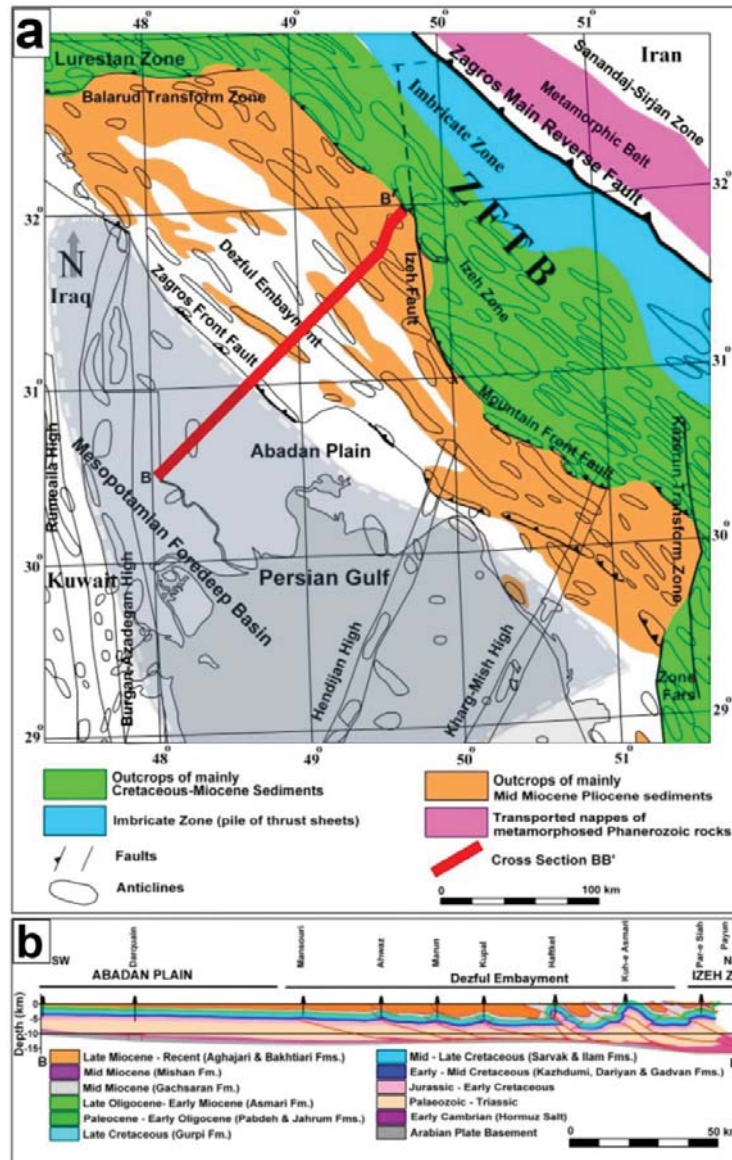 a
48°
49°
50°
51°
Lurestan Zone
Balarud Transform Zone
Iran
Sanandaj-Sirjan Zone
Metamorphic Belt
Zagros Main Reverse Fault
Imbricate Zone
ZFTB
32°
32°
B'
N
Iraq
Dezful Embayment
Zagros Front Fault
Izeh Fault
Izeh Zone
31°
31°
Mountain Front Fault
B
Abadan Plain
Mesopotamian Foredeep Basin
Rumeaila High
Kazerun Transform Zone
30°
30°
Kuwait
Persian Gulf
Burgan-Azadegan High
Hendijan High
Kharg-Mish High
Zone
Fars
29°
29°
48°
49°
50°
51°
Outcrops of mainly
Cretaceous-Miocene Sediments
Outcrops of mainly
Mid Miocene Pliocene sediments
Imbricate Zone (pile of thrust sheets)
Transported nappes of
metamorphosed Phanerozoic rocks
Faults
Cross Section BB'
Anticlines
0 100 km
b
SW
Darquain
Mansouri
Ahwaz
Marun
Kupal
Haftkel
Kuh-e Asmari
Par-e Siah
Payun
N
ABADAN PLAIN
Dezful Embayment
IZEH Z
Depth (km)
0
-5
-10
-15
B
B
Late Miocene - Recent (Aghajari & Bakhtiari Fms.)
Mid Miocene (Mishan Fm.)
Mid Miocene (Gachsaran Fm.)
Late Oligocene- Early Miocene (Asmari Fm.)
Paleocene - Early Oligocene (Pabdeh & Jahrum Fms.)
Late Cretaceous (Gurpi Fm.)
Mid - Late Cretaceous (Sarvak & Ilam Fms.)
Early - Mid Cretaceous (Kazhdumi, Dariyan & Gadvan Fms.)
Jurassic - Early Cretaceous
Palaeozoic - Triassic
Early Cambrian (Hormuz Salt)
Arabian Plate Basement
0 50 km